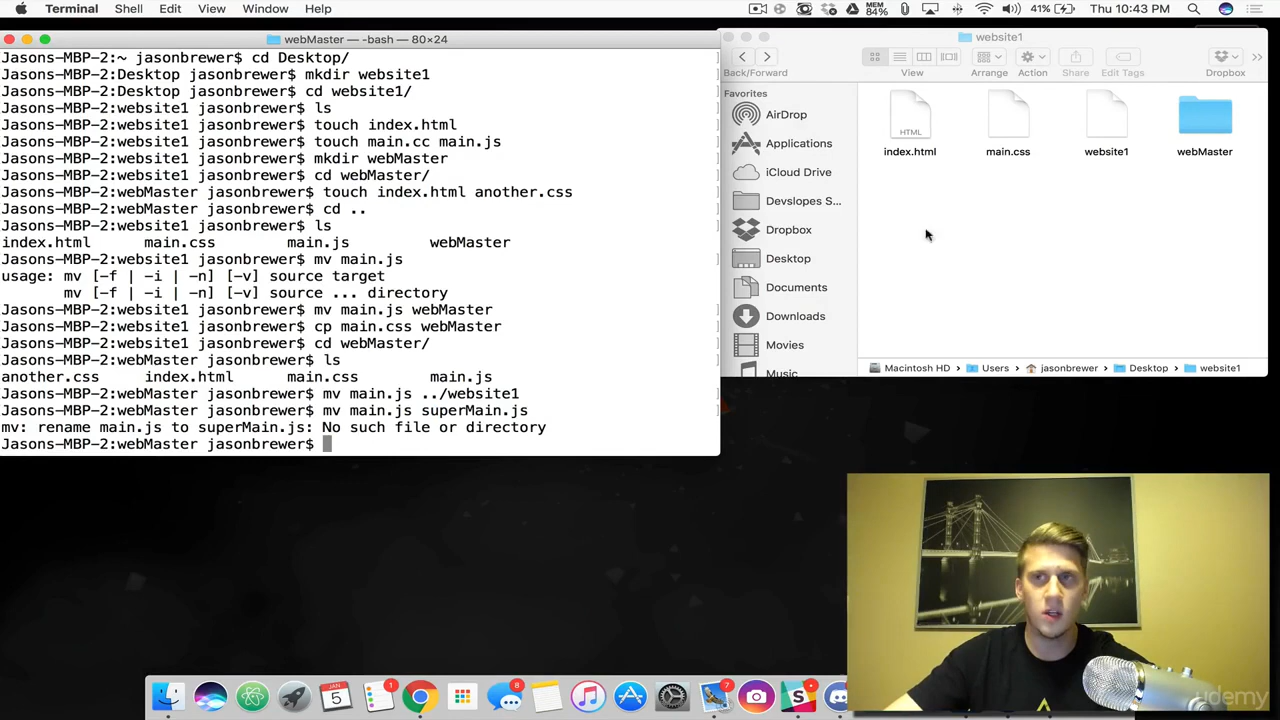 Terminal Shell Edit View Window Help MEM 84% 41% Thu 10:43 PM
webMaster — -bash — 80×24
Jasons-MBP-2:~ jasonbrewer$ cd Desktop/
Jasons-MBP-2:Desktop jasonbrewer$ mkdir website1
Jasons-MBP-2:Desktop jasonbrewer$ cd website1/
Jasons-MBP-2:website1 jasonbrewer$ ls
Jasons-MBP-2:website1 jasonbrewer$ touch index.html
Jasons-MBP-2:website1 jasonbrewer$ touch main.cc main.js
Jasons-MBP-2:website1 jasonbrewer$ mkdir webMaster
Jasons-MBP-2:website1 jasonbrewer$ cd webMaster/
Jasons-MBP-2:webMaster jasonbrewer$ touch index.html another.css
Jasons-MBP-2:webMaster jasonbrewer$ cd ..
Jasons-MBP-2:website1 jasonbrewer$ ls
index.html main.css main.js webMaster
Jasons-MBP-2:website1 jasonbrewer$ mv main.js
usage: mv [-f | -i | -n] [-v] source target
mv [-f | -i | -n] [-v] source ... directory
Jasons-MBP-2:website1 jasonbrewer$ mv main.js webMaster
Jasons-MBP-2:website1 jasonbrewer$ cp main.css webMaster
Jasons-MBP-2:website1 jasonbrewer$ cd webMaster/
Jasons-MBP-2:webMaster jasonbrewer$ ls
another.css index.html main.css main.js
Jasons-MBP-2:webMaster jasonbrewer$ mv main.js ../website1
Jasons-MBP-2:webMaster jasonbrewer$ mv main.js superMain.js
mv: rename main.js to superMain.js: No such file or directory
Jasons-MBP-2:webMaster jasonbrewer$
website1
Back/Forward View Arrange Action Share Edit Tags Dropbox
Favorites
AirDrop
Applications
iCloud Drive
Devslopes S...
Dropbox
Desktop
Documents
Downloads
Movies
Music
HTML
index.html main.css website1 webMaster
Macintosh HD Users jasonbrewer Desktop website1
JAN
5
1
8
7
udemy